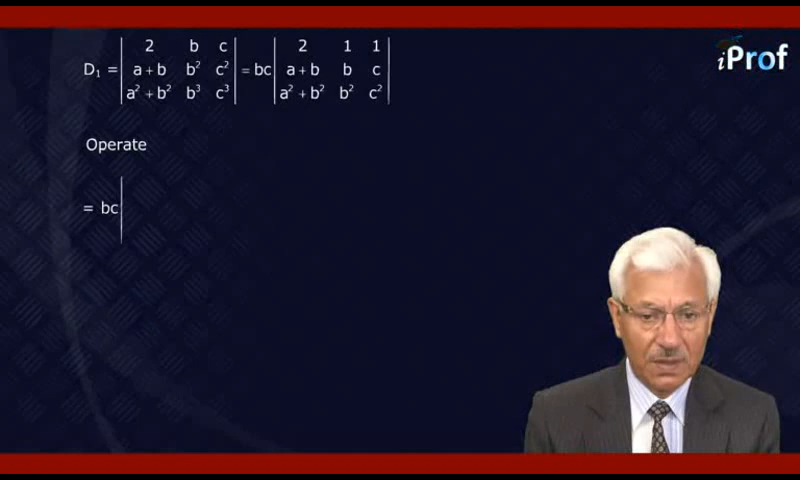 iProf
D₁ = | 2 b c | = bc | 2 1 1 |
| a + b b² c² | | a + b b c |
| a² + b² b³ c³ | | a² + b² b² c² |
Operate
= bc |